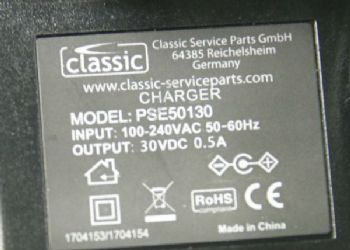 classic
Classic Service Parts GmbH
64385 Reichelsheim
Germany
www.classic-serviceparts.com
CHARGER
MODEL: PSE50130
INPUT: 100-240VAC 50-60Hz
OUTPUT: 30VDC 0.5A
RoHS CE
1704153/1704154
Made in China